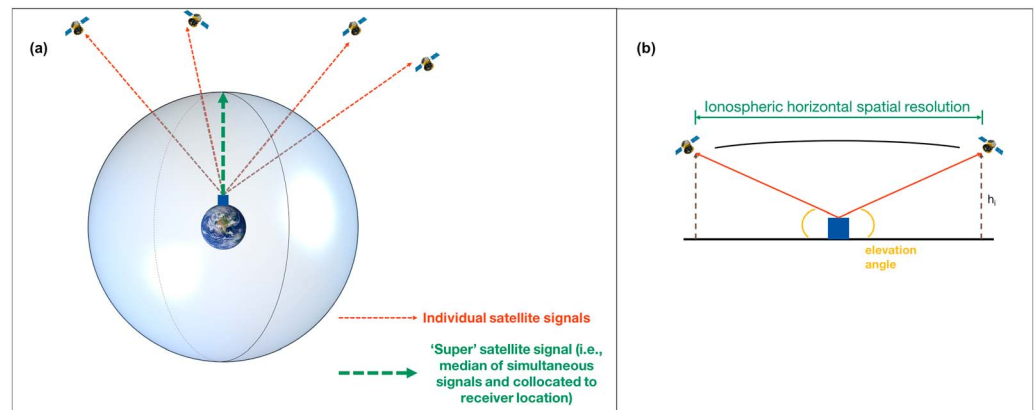 (a)
Individual satellite signals
‘Super’ satellite signal (i.e.,
median of simultaneous
signals and collocated to
receiver location)
(b)
Ionospheric horizontal spatial resolution
hi
elevation
angle